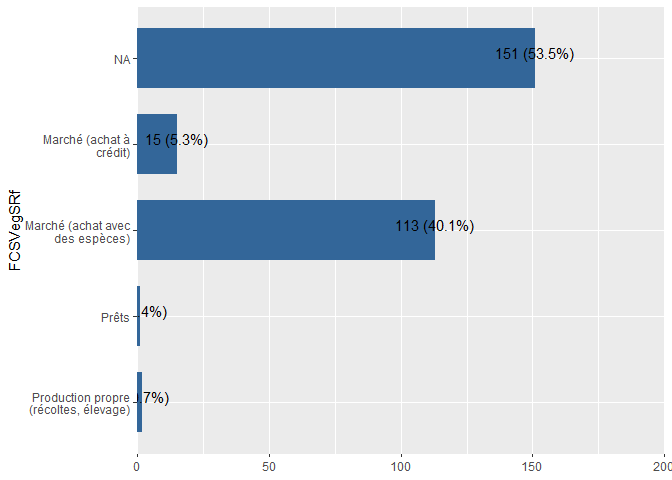 FCSVegSRf
NA
151 (53.5%)
Marché (achat à
crédit)
15 (5.3%)
Marché (achat avec
des espèces)
113 (40.1%)
Prêts
4%)
Production propre
(récoltes, élevage)
.7%)
0
50
100
150
200